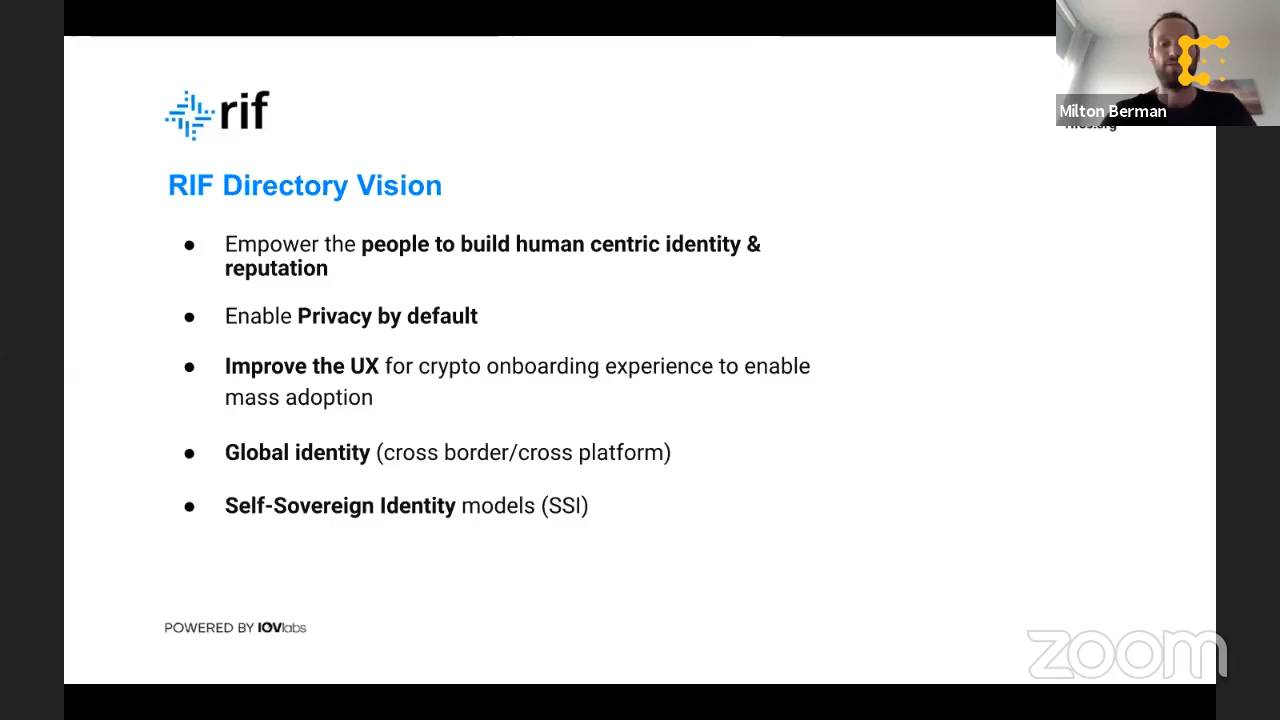 rif
Milton Berman
RIF Directory Vision
● Empower the people to build human centric identity &
reputation
● Enable Privacy by default
● Improve the UX for crypto onboarding experience to enable
mass adoption
● Global identity (cross border/cross platform)
● Self-Sovereign Identity models (SSI)
POWERED BY IOVlabs
zoom